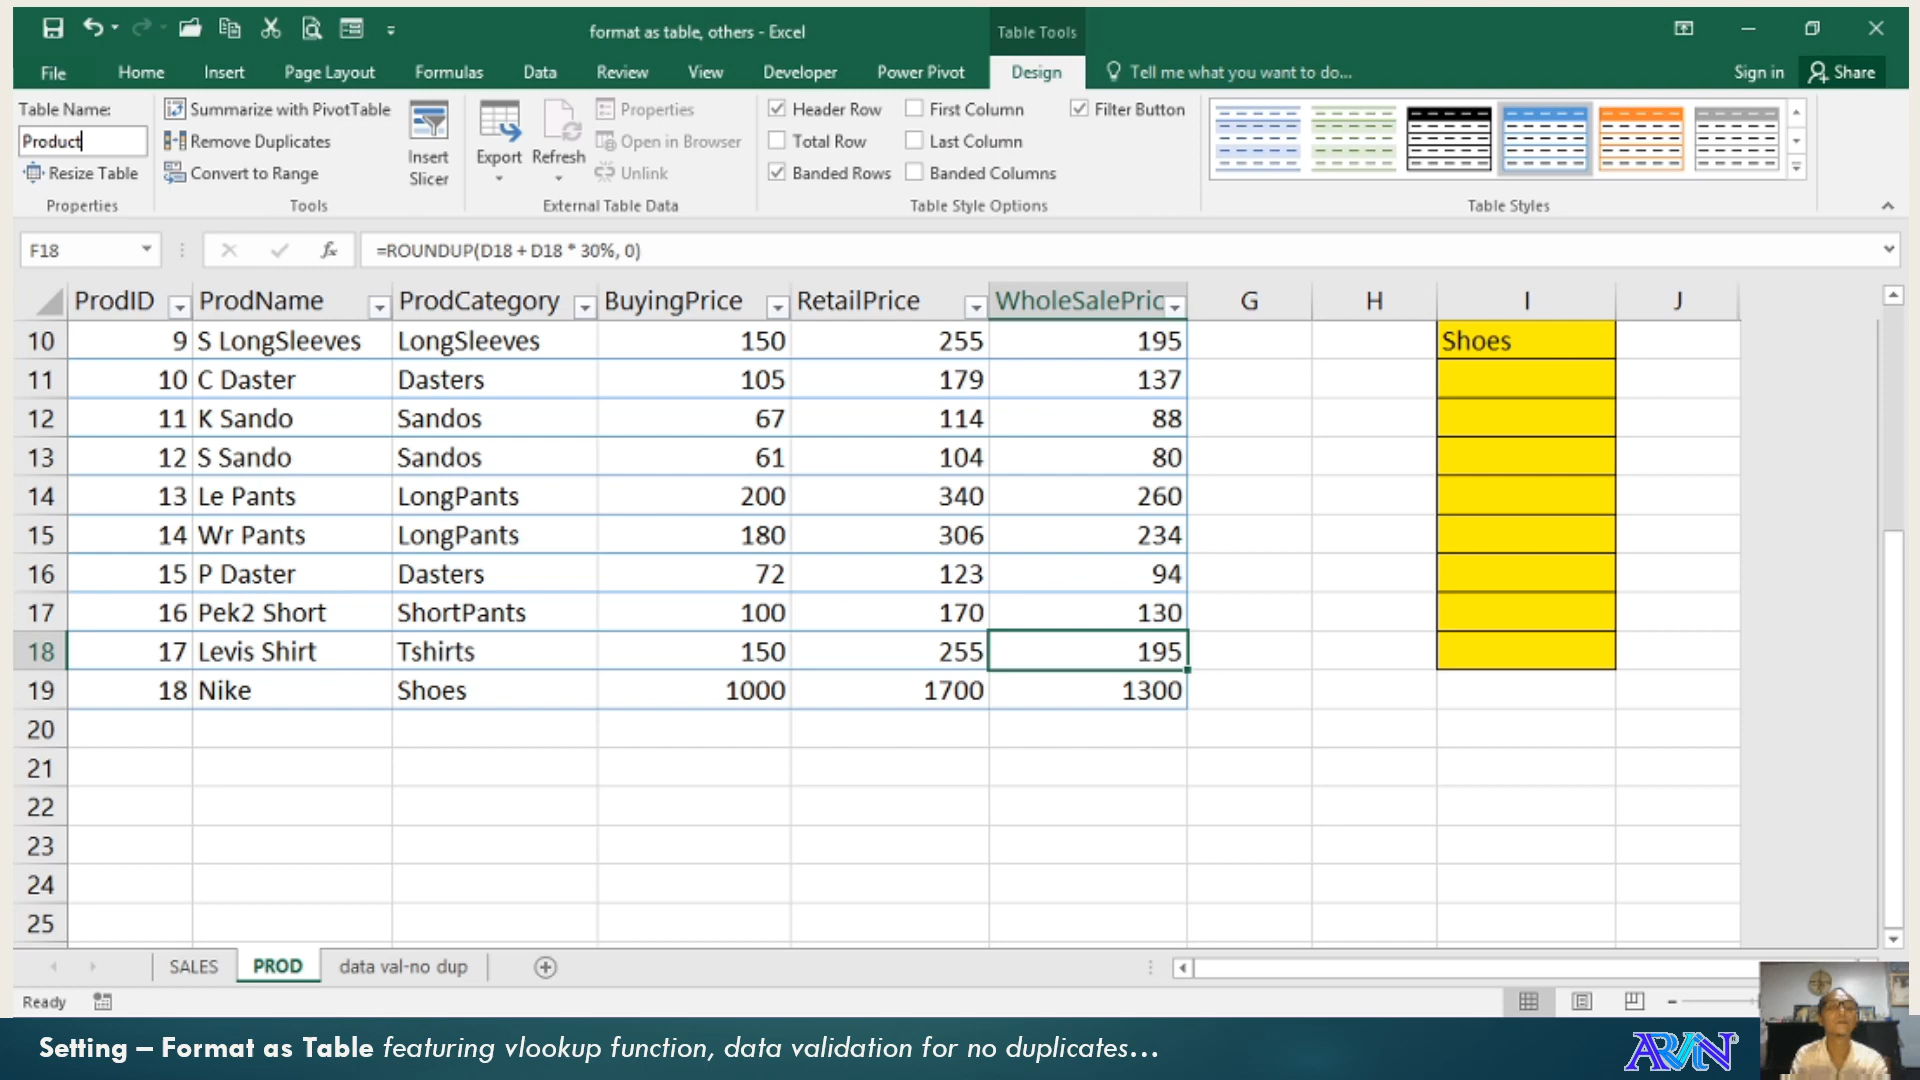 format as table, others - Excel
Table Tools
File Home Insert Page Layout Formulas Data Review View Developer Power Pivot Design Tell me what you want to do... Sign in Share
Table Name:
Product
Resize Table
Properties
Summarize with PivotTable
Remove Duplicates
Convert to Range
Tools
Insert
Slicer
Export
Refresh
Properties
Open in Browser
Unlink
External Table Data
Header Row
First Column
Filter Button
Total Row
Last Column
Banded Rows
Banded Columns
Table Style Options
Table Styles
F18
fx
=ROUNDUP(D18 + D18 * 30%, 0)
ProdID ProdName ProdCategory BuyingPrice RetailPrice WholeSalePric G H I J
10 9 S LongSleeves LongSleeves 150 255 195 Shoes
11 10 C Daster Dasters 105 179 137
12 11 K Sando Sandos 67 114 88
13 12 S Sando Sandos 61 104 80
14 13 Le Pants LongPants 200 340 260
15 14 Wr Pants LongPants 180 306 234
16 15 P Daster Dasters 72 123 94
17 16 Pek2 Short ShortPants 100 170 130
18 17 Levis Shirt Tshirts 150 255 195
19 18 Nike Shoes 1000 1700 1300
20
21
22
23
24
25
SALES PROD data val-no dup
Ready
Setting – Format as Table featuring vlookup function, data validation for no duplicates...
ARVIN